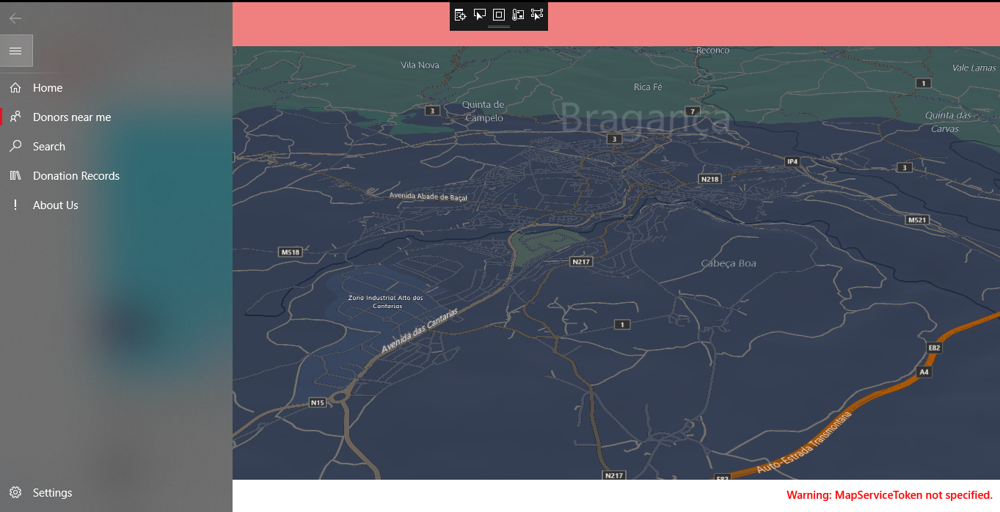 Home
Donors near me
Search
Donation Records
About Us
Settings
Reconco
Vila Nova
Vale Lamas
1
Rica Fé
Quinta de
Campelo
3
Bragança
7
Quinta das
Carvas
3
IP4
3
N218
Avenida Abade de Baçal
M521
M518
N217
Cabeça Boa
Zona Industrial Alto das
Cantarias
Avenida das Cantarias
1
E82
A4
N15
Auto-Estrada Transmontana
N217
E82
Warning: MapServiceToken not specified.